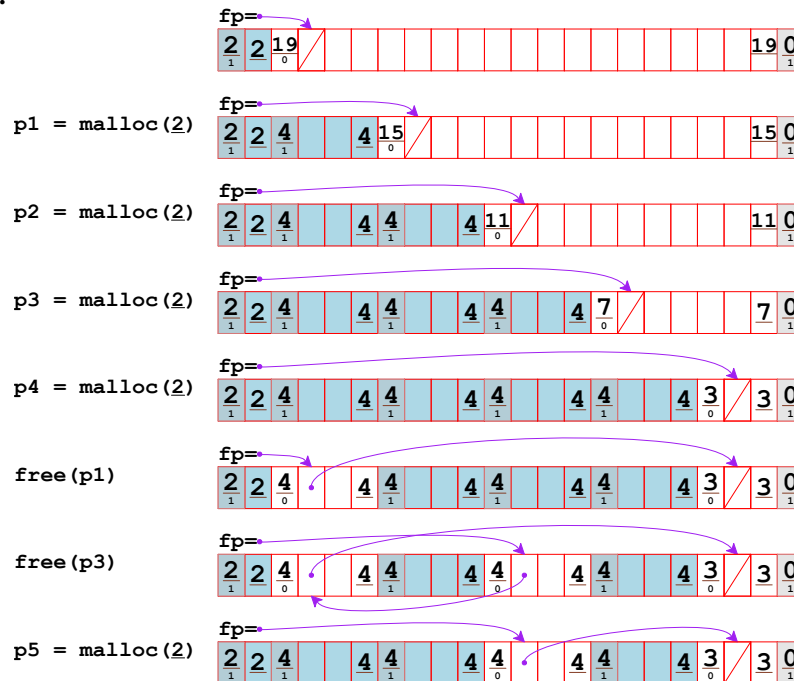 fp=
2 1 2 19 0 19 0 1
fp=
p1 = malloc(2) 2 1 2 4 1 4 15 0 15 0 1
fp=
p2 = malloc(2) 2 1 2 4 1 4 4 1 4 11 0 11 0 1
fp=
p3 = malloc(2) 2 1 2 4 1 4 4 1 4 4 1 4 7 0 7 0 1
fp=
p4 = malloc(2) 2 1 2 4 1 4 4 1 4 4 1 4 4 1 4 3 0 3 0 1
fp=
free(p1) 2 1 2 4 0 4 4 1 4 4 1 4 4 1 4 3 0 3 0 1
fp=
free(p3) 2 1 2 4 0 4 4 1 4 4 0 4 4 1 4 3 0 3 0 1
fp=
p5 = malloc(2) 2 1 2 4 1 4 4 1 4 4 0 4 4 1 4 3 0 3 0 1